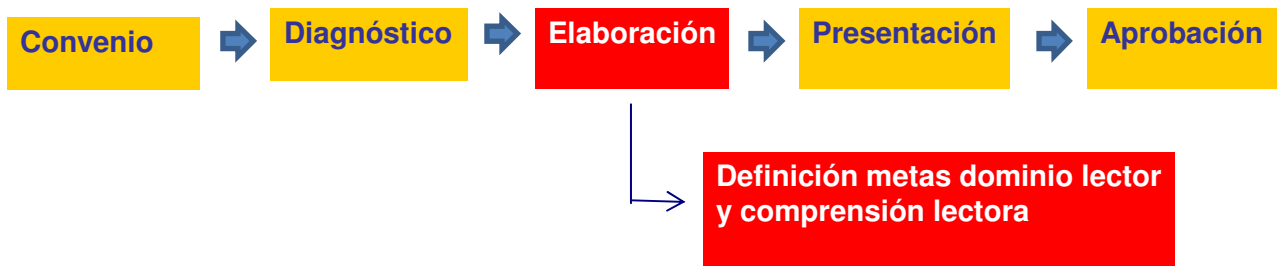 Convenio
Diagnóstico
Elaboración
Presentación
Aprobación
Definición metas dominio lector
y comprensión lectora